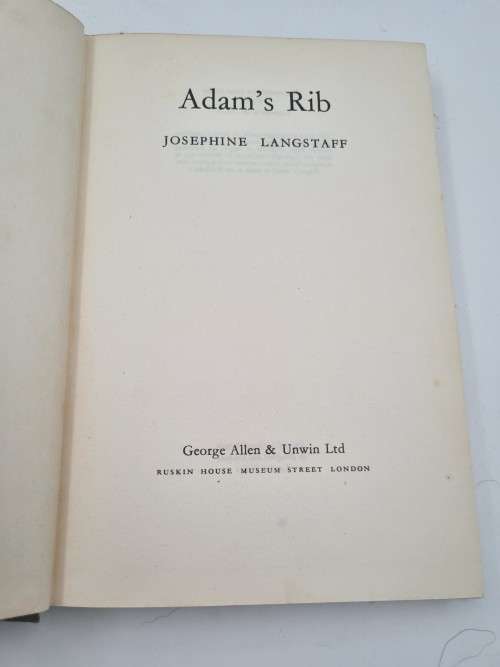 Adam's Rib
JOSEPHINE LANGSTAFF
George Allen & Unwin Ltd
RUSKIN HOUSE MUSEUM STREET LONDON